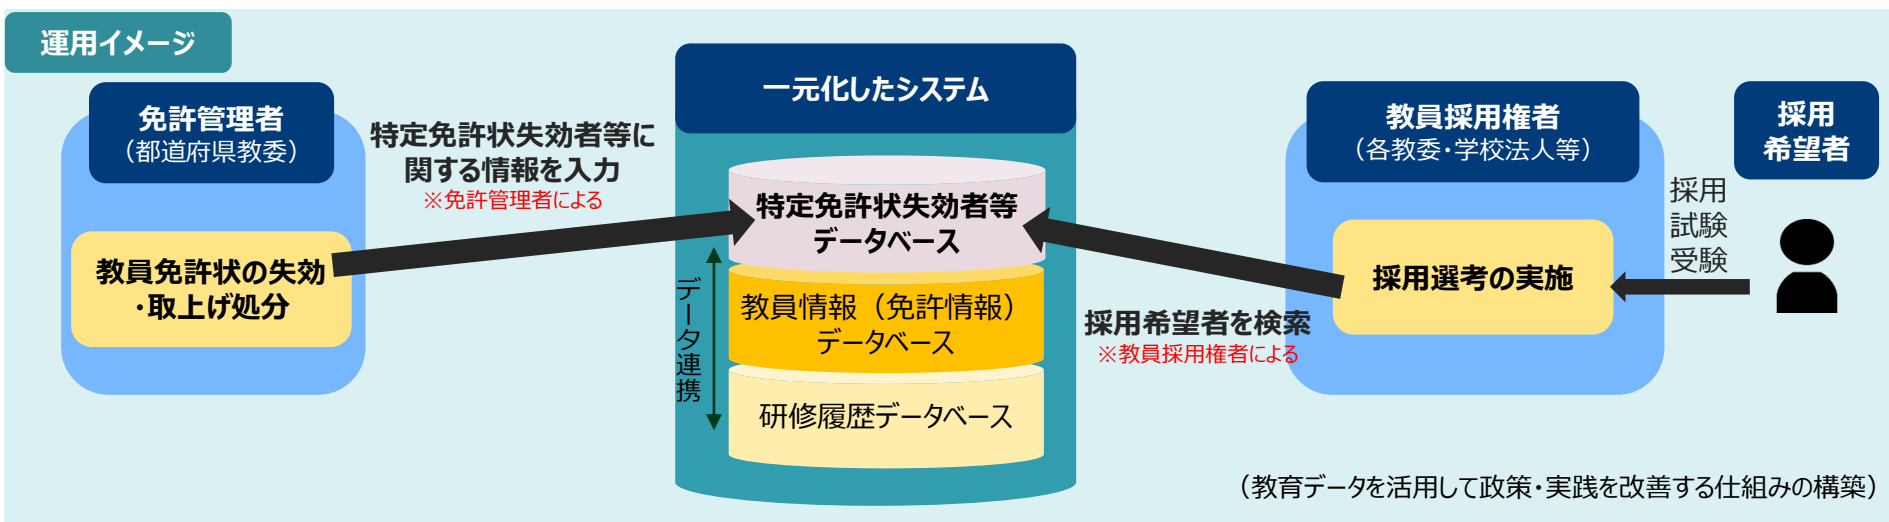 運用イメージ
免許管理者
（都道府県教委）
教員免許状の失効
・取上げ処分
特定免許状失効者等に
関する情報を入力
※免許管理者による
一元化したシステム
特定免許状失効者等
データベース
教員情報（免許情報）
データベース
研修履歴データベース
データ連携
採用希望者を検索
※教員採用権者による
教員採用権者
（各教委・学校法人等）
採用選考の実施
採用
試験
受験
採用
希望者
（教育データを活用して政策・実践を改善する仕組みの構築）